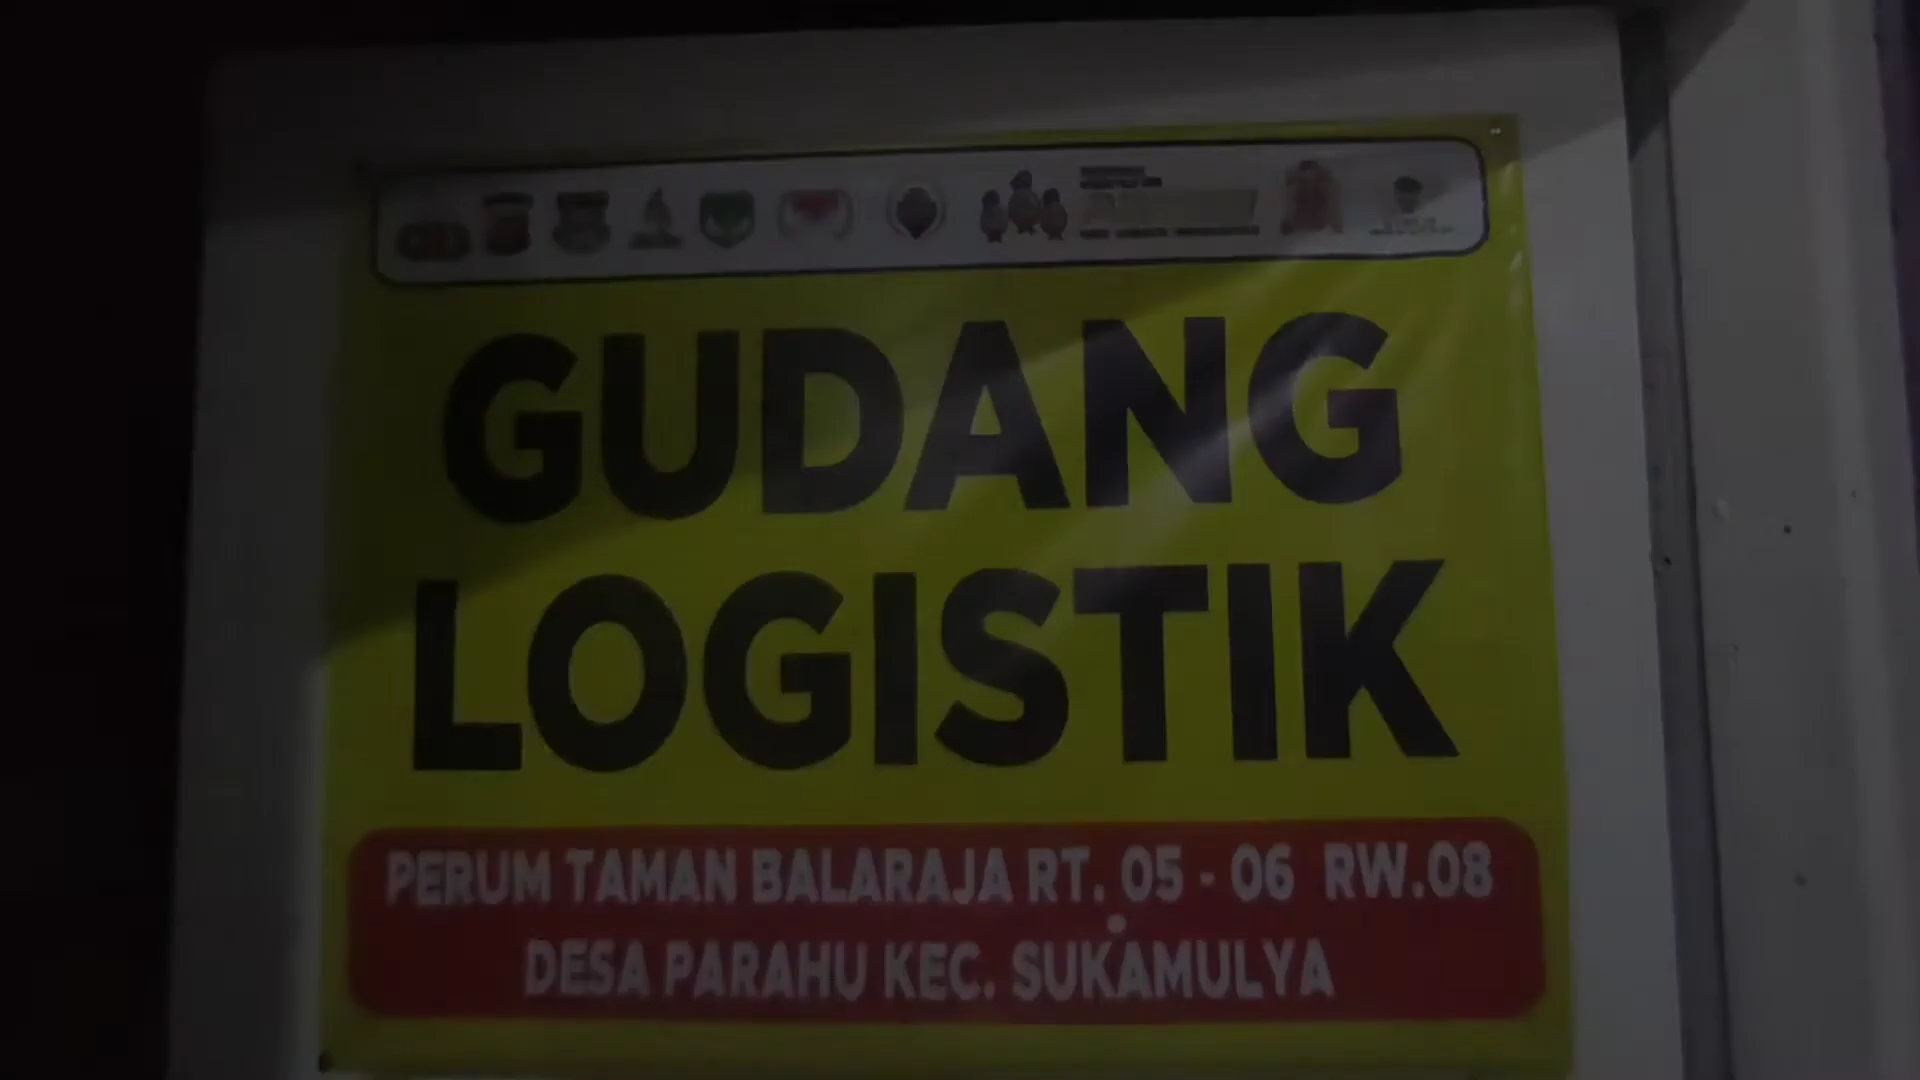 GUDANG
LOGISTIK
PERUM TAMAN BALARAJA RT. 05 - 06 RW.08
DESA PARAHU KEC. SUKAMULYA